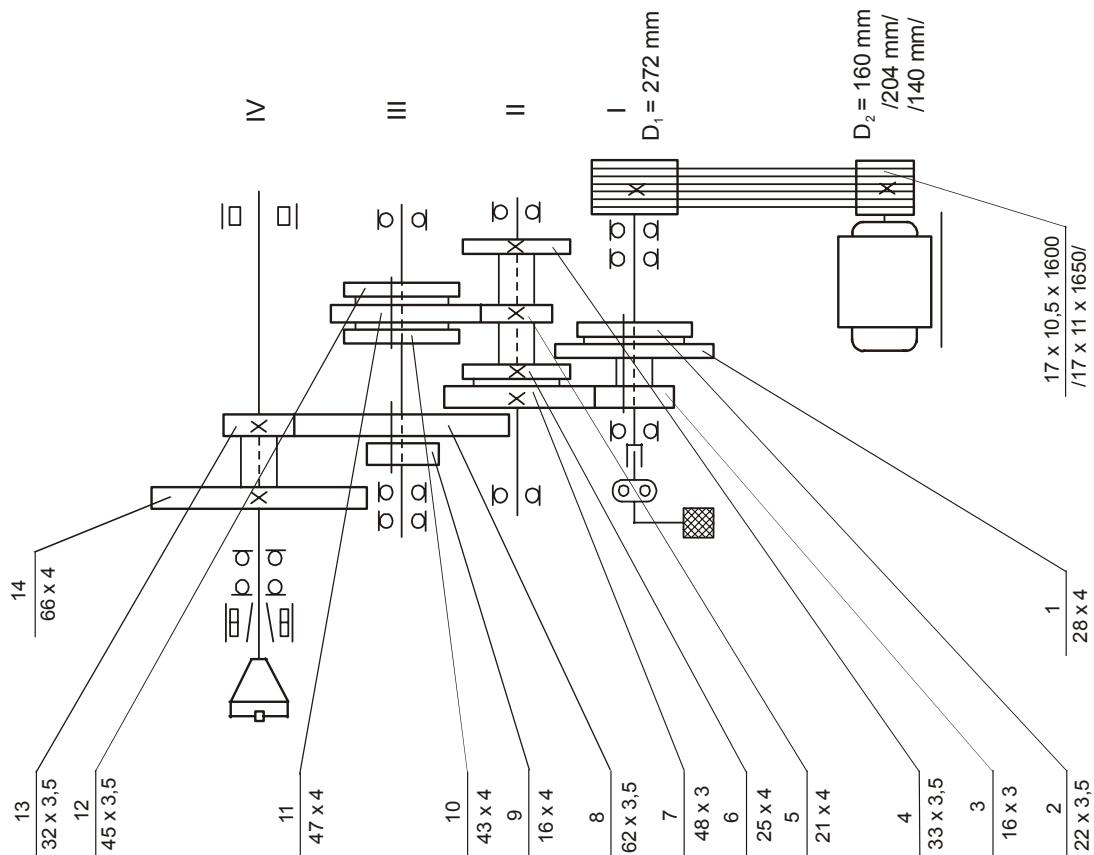 IV
III
II
I
D₁ = 272 mm
D₂ = 160 mm
/204 mm/
/140 mm/
17 x 10,5 x 1600
/17 x 11 x 1650/
14
66 x 4
13
32 x 3,5
12
45 x 3,5
11
47 x 4
10
43 x 4
9
16 x 4
8
62 x 3,5
7
48 x 3
6
25 x 4
5
21 x 4
4
33 x 3,5
3
16 x 3
2
22 x 3,5
1
28 x 4